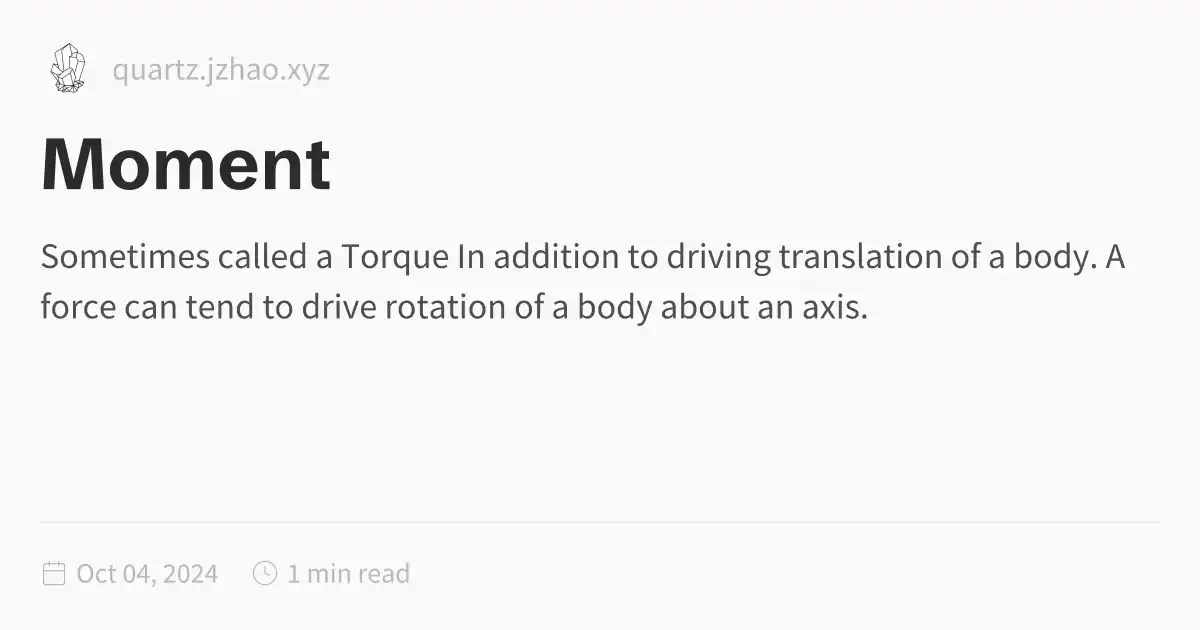 quartz.jzhao.xyz
Moment
Sometimes called a Torque In addition to driving translation of a body. A
force can tend to drive rotation of a body about an axis.
Oct 04, 2024 1 min read